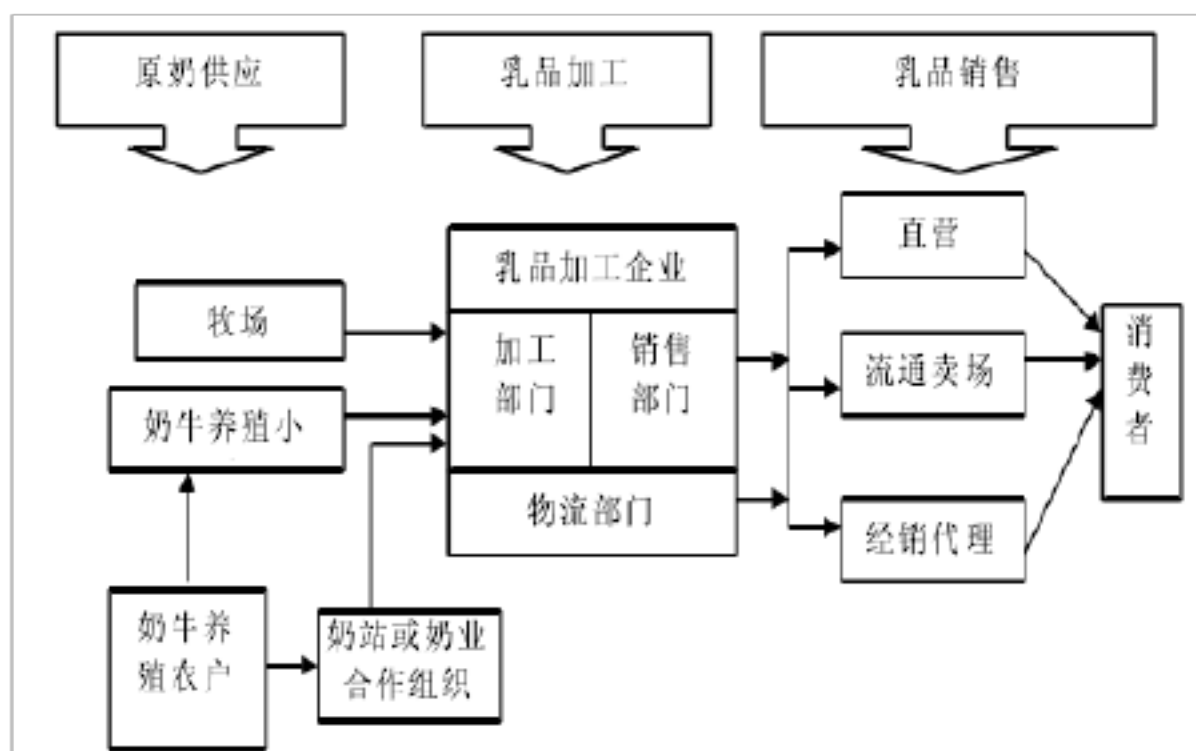 原奶供应
乳品加工
乳品销售
直营
乳品加工企业
牧场
加工
部门
销售
部门
流通卖场
消
费
者
奶牛养殖小
物流部门
经销代理
奶牛养
殖农户
奶站或奶业
合作组织